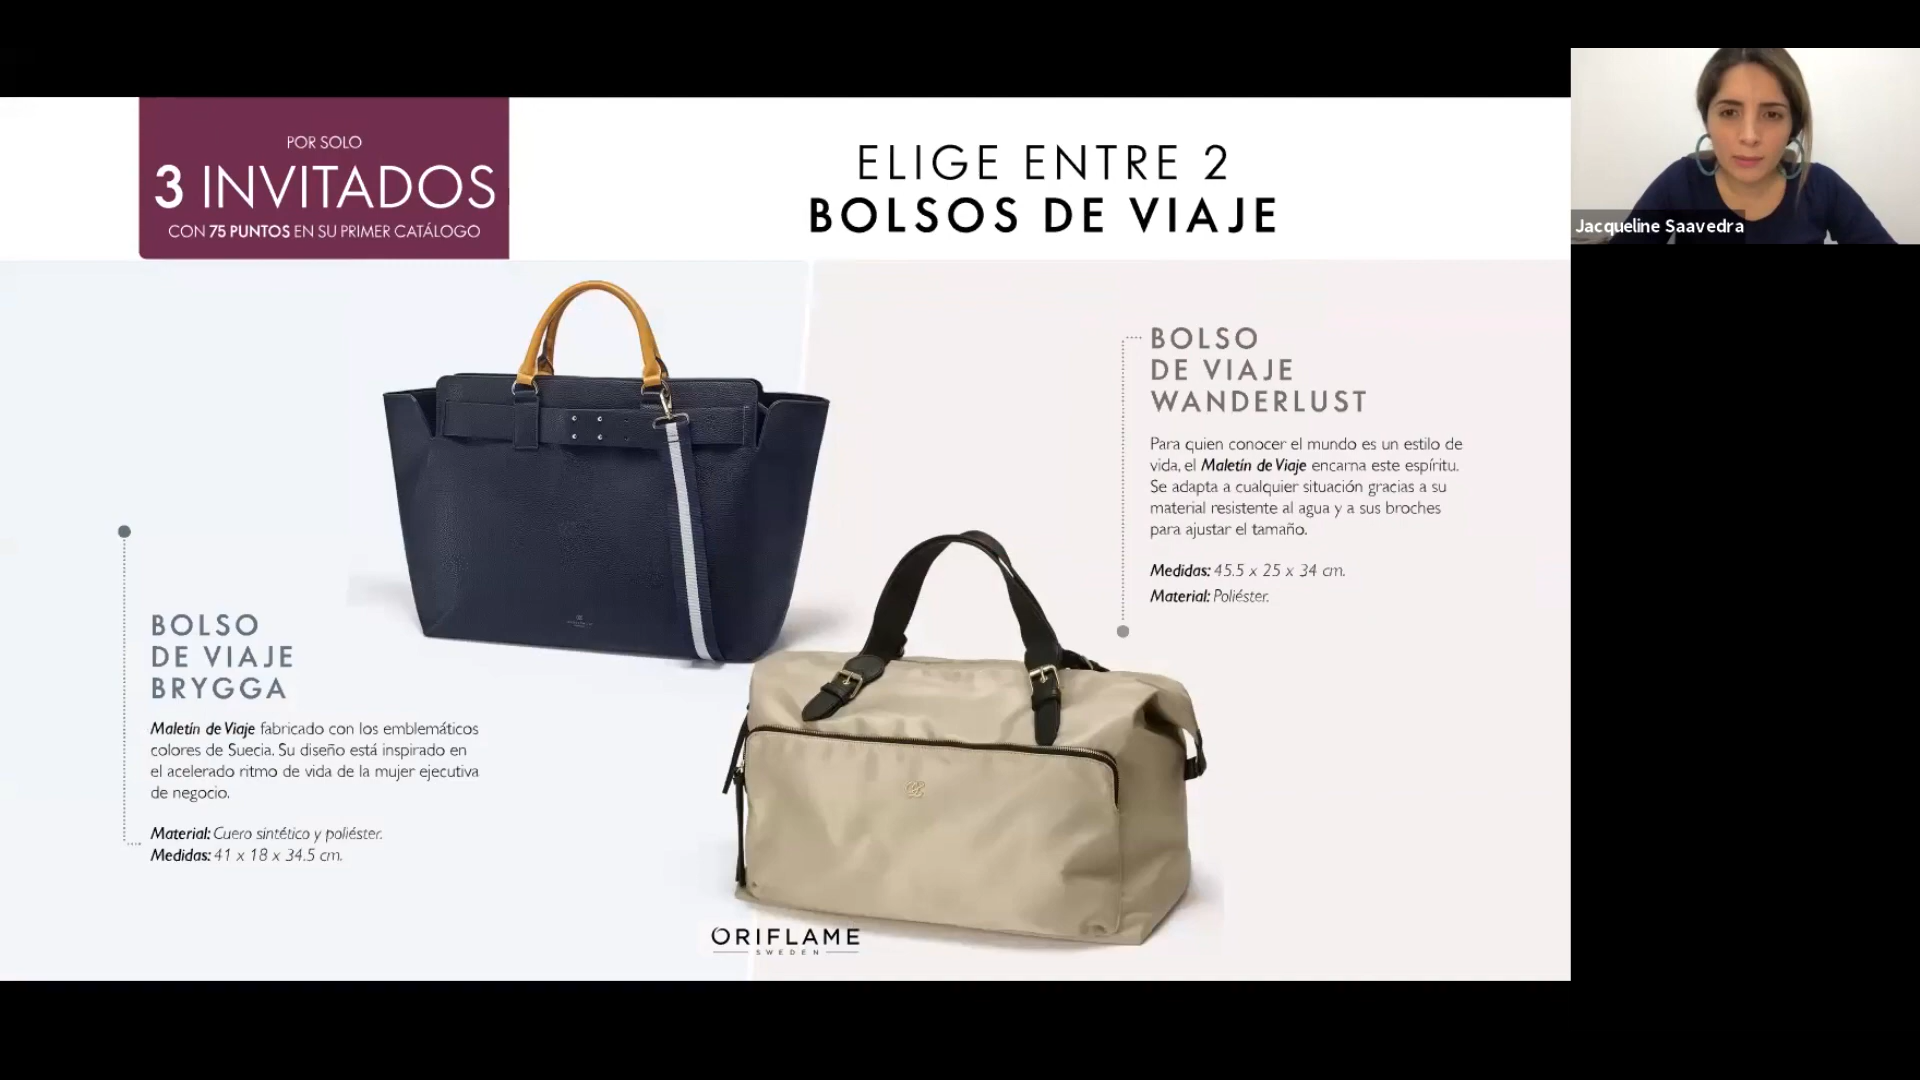 POR SOLO
3 INVITADOS
CON 75 PUNTOS EN SU PRIMER CATÁLOGO
ELIGE ENTRE 2
BOLSOS DE VIAJE
Jacqueline Saavedra
BOLSO
DE VIAJE
WANDERLUST
Para quien conocer el mundo es un estilo de
vida, el Maletín de Viaje encarna este espíritu.
Se adapta a cualquier situación gracias a su
material resistente al agua y a sus broches
para ajustar el tamaño.
Medidas: 45.5 x 25 x 34 cm.
Material: Poliéster.
BOLSO
DE VIAJE
BRYGGA
Maletín de Viaje fabricado con los emblemáticos
colores de Suecia. Su diseño está inspirado en
el acelerado ritmo de vida de la mujer ejecutiva
de negocio.
Material: Cuero sintético y poliéster.
Medidas: 41 x 18 x 34.5 cm.
ORIFLAME
SWEDEN